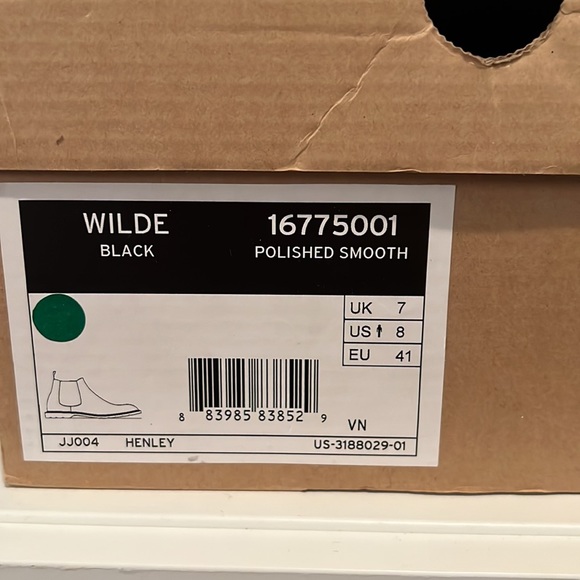 WILDE 16775001
BLACK POLISHED SMOOTH
UK 7
US 8
EU 41
8 83985 83852 9 VN
JJ004 HENLEY US-3188029-01